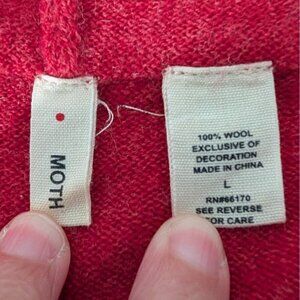 MOTH
100% WOOL
EXCLUSIVE OF
DECORATION
MADE IN CHINA
L
RN#66170
SEE REVERSE
FOR CARE